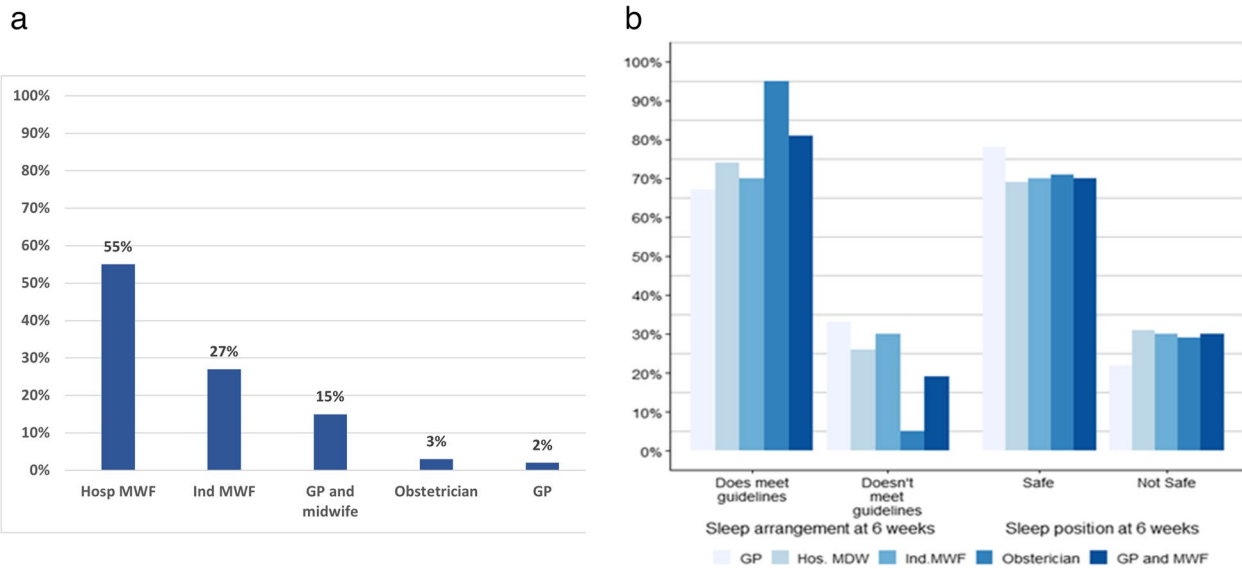 a
100%
90%
80%
70%
60%
50%
40%
30%
20%
10%
0%
55%
27%
15%
3%
2%
Hosp MWF
Ind MWF
GP and
midwife
Obstetrician
GP
b
100%
90%
80%
70%
60%
50%
40%
30%
20%
10%
0%
Does meet
guidelines
Doesn't
meet
guidelines
Safe
Not Safe
Sleep arrangement at 6 weeks
Sleep position at 6 weeks
GP
Hos. MDW
Ind.MWF
Obsterician
GP and MWF